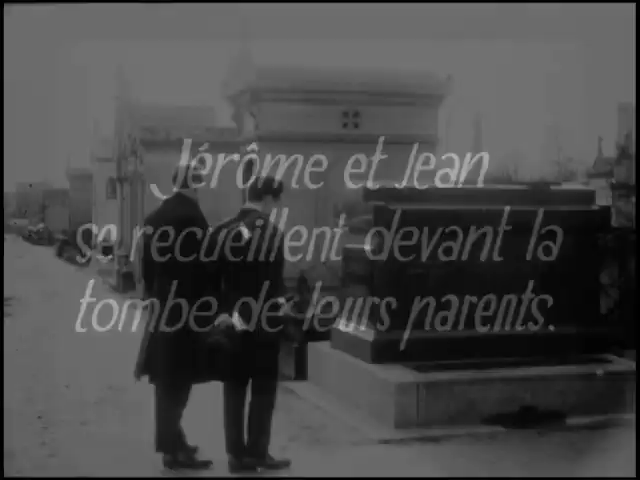 Jérôme et Jean
se recueillent devant la
tombe de leurs parents.